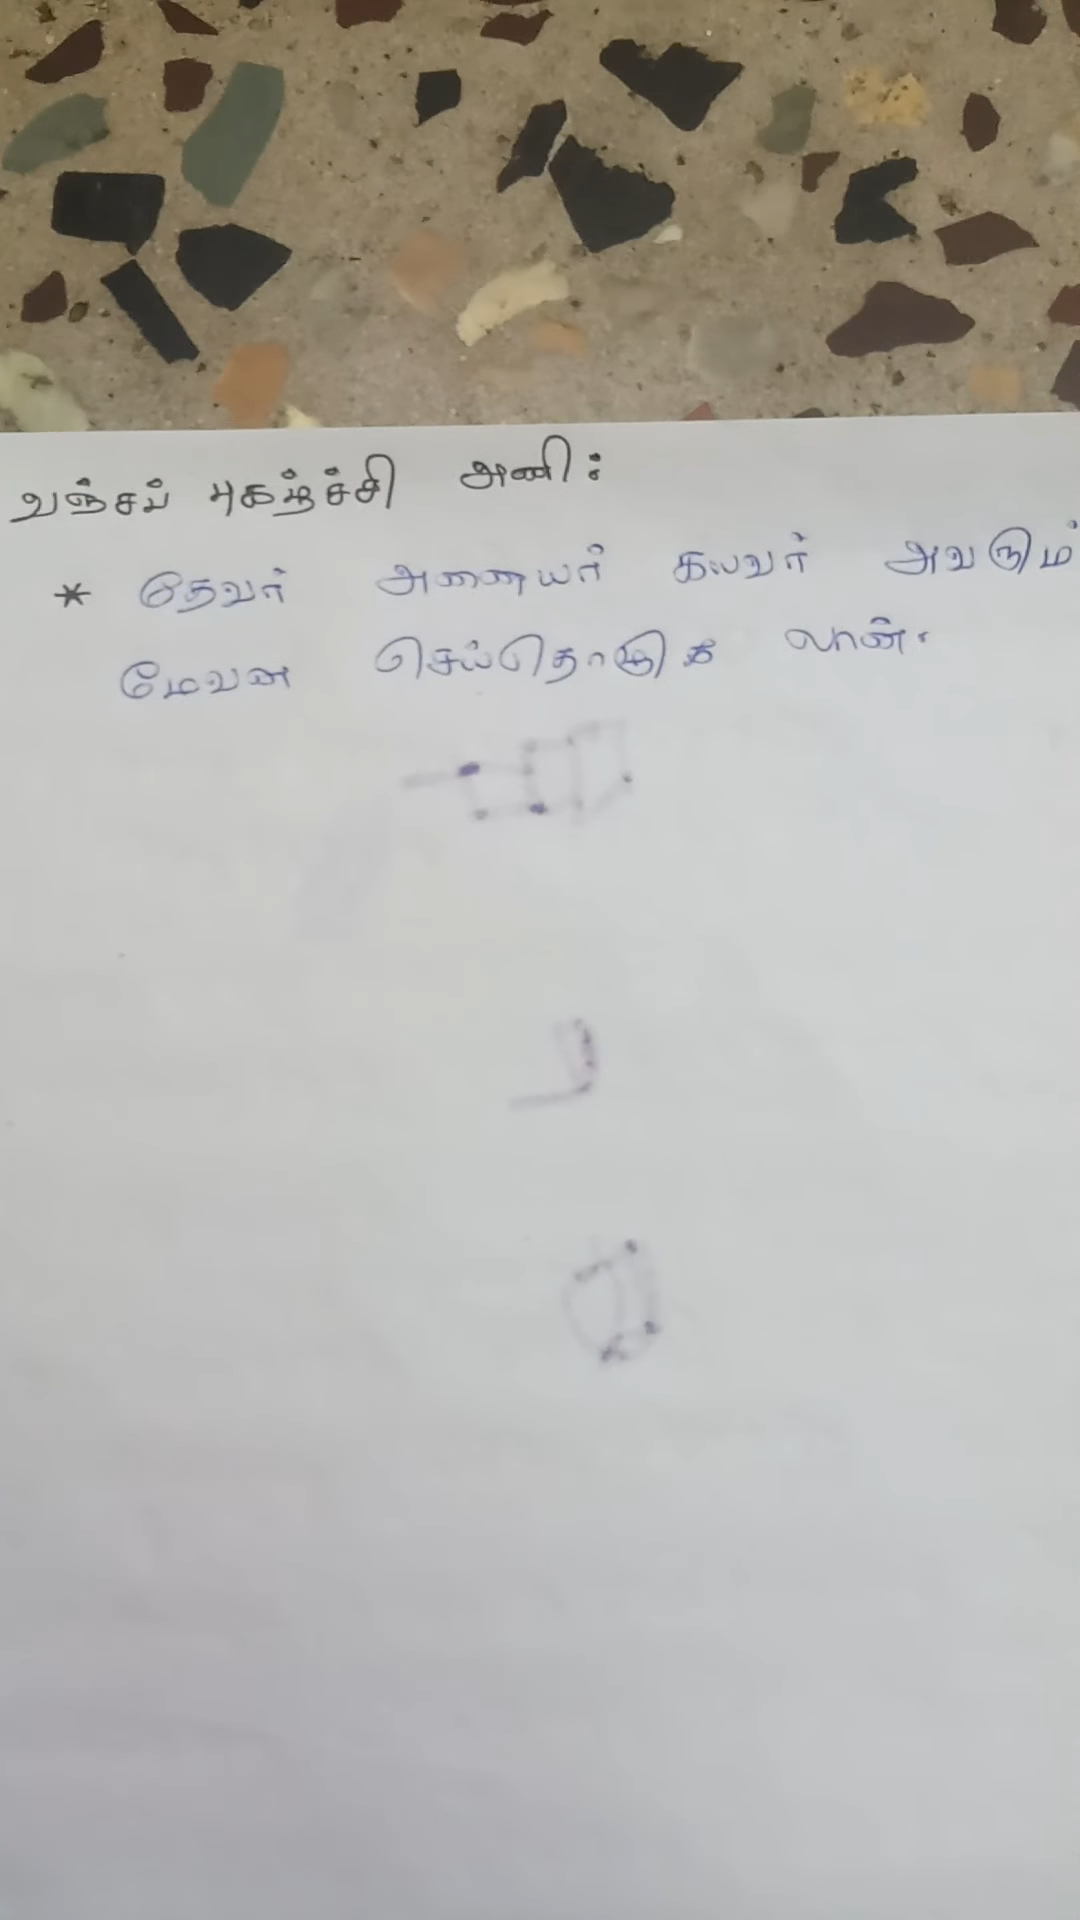 வஞ்சப் புகழ்ச்சி அணி:
* தேவர் அனையர் கயவர் அவரும்
மேவன செய்தொழுக லான்.